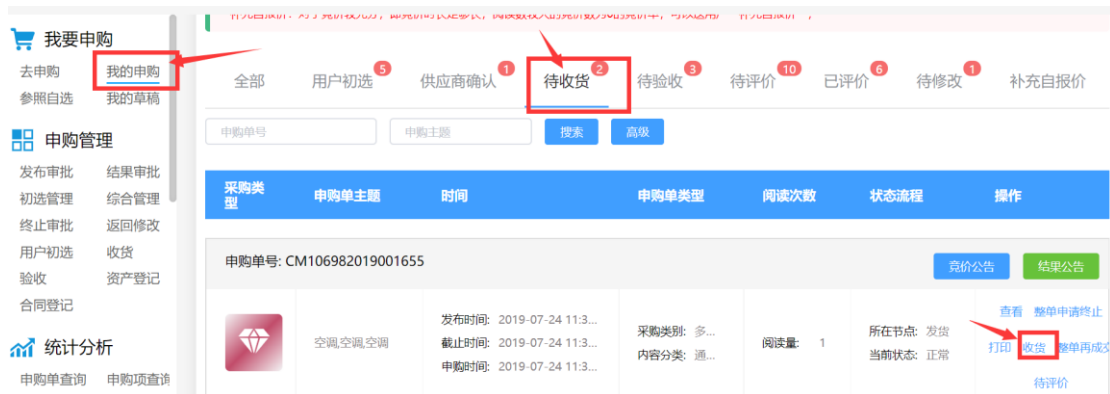 我要申购
去申购 我的申购
参照自选 我的草稿
申购管理
发布审批 结果审批
初选管理 综合管理
终止审批 返回修改
用户初选 收货
验收 资产登记
合同登记
统计分析
申购单查询 申购项查询
全部 用户初选 5 供应商确认 1 待收货 2 待验收 3 待评价 10 已评价 6 待修改 1 补充自报价
申购单号 申购主题 搜索 高级
采购类型 申购单主题 时间 申购单类型 阅读次数 状态流程 操作
申购单号: CM106982019001655 竞价公告 结果公告
空调,空调,空调
发布时间: 2019-07-24 11:3...
截止时间: 2019-07-24 11:3...
申购时间: 2019-07-24 11:3...
采购类别: 多...
内容分类: 通...
阅读量: 1
所在节点: 发货
当前状态: 正常
查看 整单申请终止
打印 收货 整单再成交
待评价